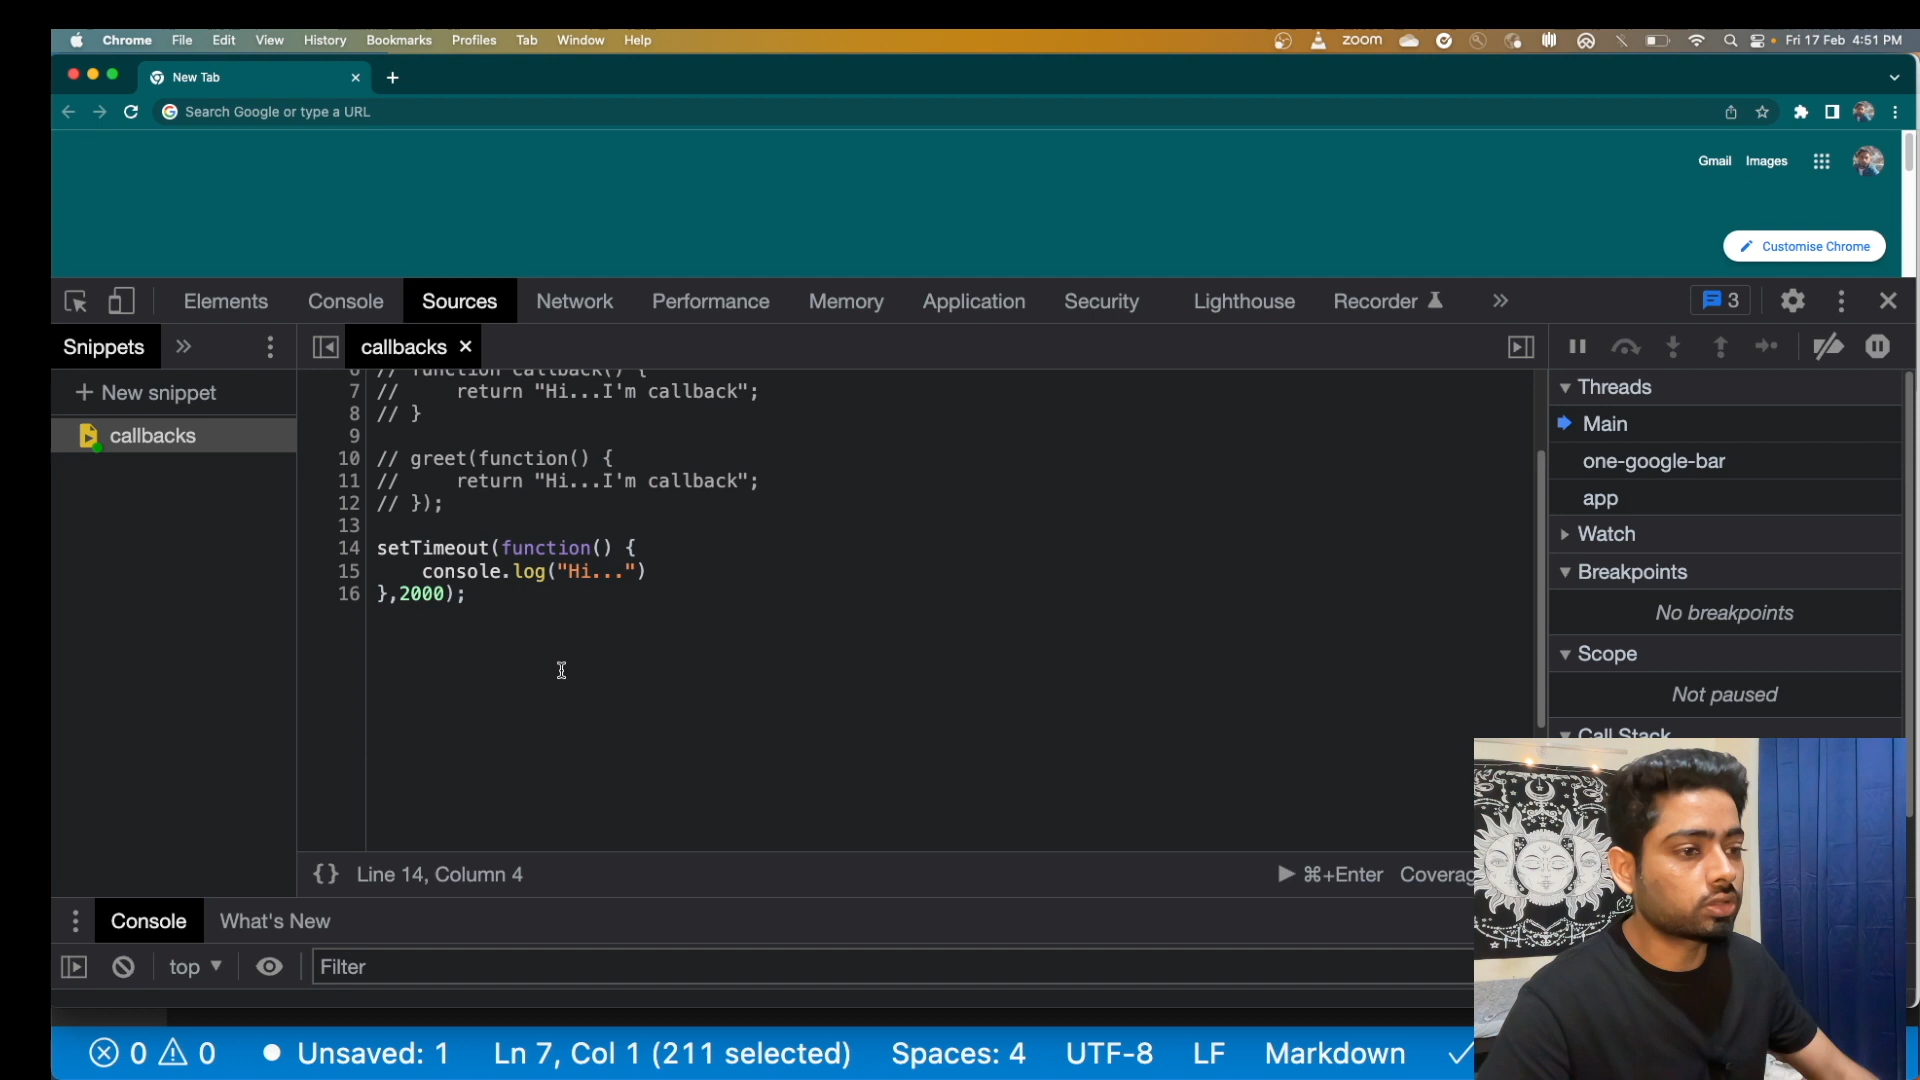 Chrome File Edit View History Bookmarks Profiles Tab Window Help zoom Fri 17 Feb 4:51 PM
New Tab
Search Google or type a URL
Gmail Images
Customise Chrome
Elements Console Sources Network Performance Memory Application Security Lighthouse Recorder 3
Snippets callbacks
New snippet
callbacks
6 // function callback() {
7 //     return "Hi...I'm callback";
8 // }
9
10 // greet(function() {
11 //     return "Hi...I'm callback";
12 // });
13
14 setTimeout(function() {
15     console.log("Hi...")
16 },2000);
Threads
Main
one-google-bar
app
Watch
Breakpoints
No breakpoints
Scope
Not paused
Call Stack
{} Line 14, Column 4 ⌘+Enter Coverag
Console What's New
top Filter
0 0 Unsaved: 1 Ln 7, Col 1 (211 selected) Spaces: 4 UTF-8 LF Markdown